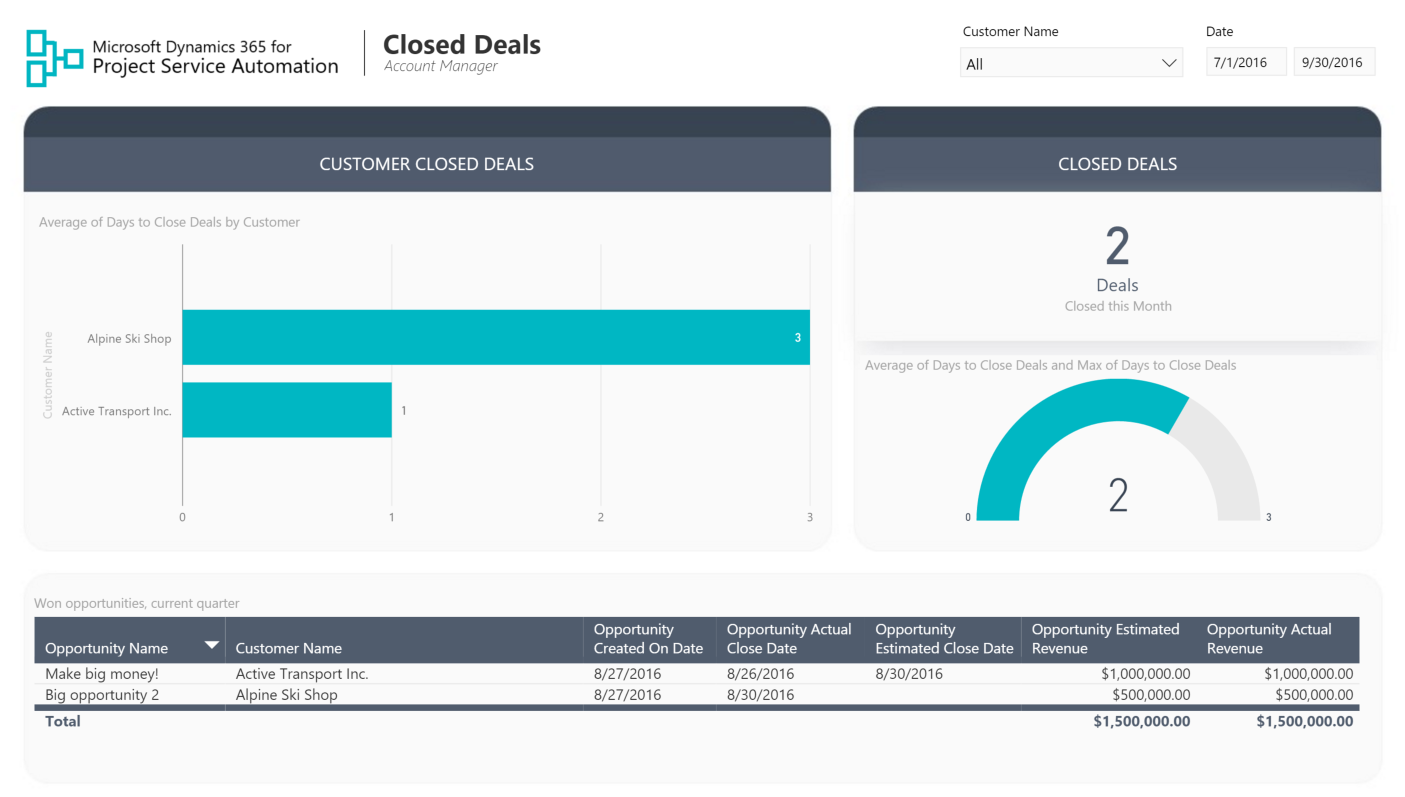 Microsoft Dynamics 365 for
Project Service Automation
Closed Deals
Account Manager
Customer Name
All
Date
7/1/2016 9/30/2016
CUSTOMER CLOSED DEALS
Average of Days to Close Deals by Customer
Customer Name
Alpine Ski Shop 3
Active Transport Inc. 1
0 1 2 3
CLOSED DEALS
2
Deals
Closed this Month
Average of Days to Close Deals and Max of Days to Close Deals
2
0 3
Won opportunities, current quarter
Opportunity Name Customer Name Opportunity Created On Date Opportunity Actual Close Date Opportunity Estimated Close Date Opportunity Estimated Revenue Opportunity Actual Revenue
Make big money! Active Transport Inc. 8/27/2016 8/26/2016 8/30/2016 $1,000,000.00 $1,000,000.00
Big opportunity 2 Alpine Ski Shop 8/27/2016 8/30/2016 $500,000.00 $500,000.00
Total $1,500,000.00 $1,500,000.00